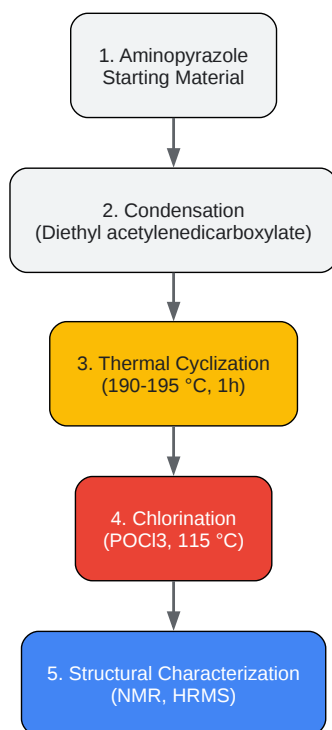 1. Aminopyrazole
Starting Material
2. Condensation
(Diethyl acetylenedicarboxylate)
3. Thermal Cyclization
(190-195 °C, 1h)
4. Chlorination
(POCl3, 115 °C)
5. Structural Characterization
(NMR, HRMS)